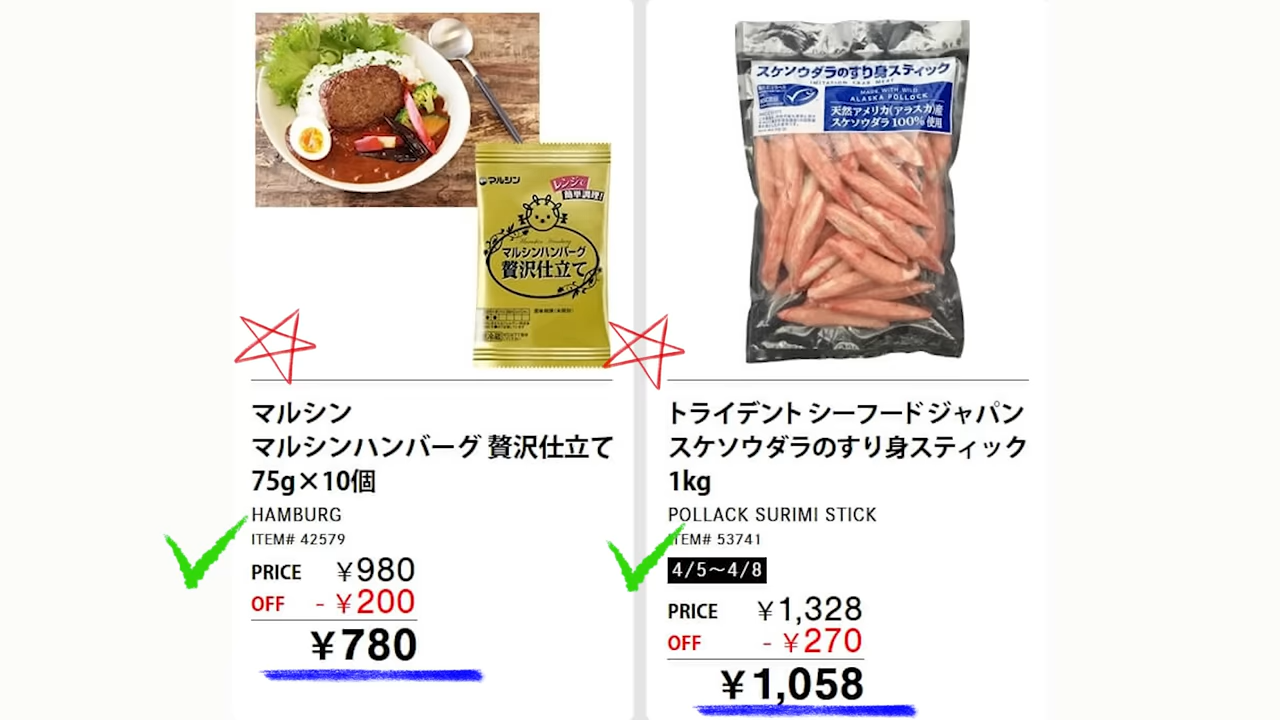 マルシン
レンジで
簡単調理!
マルシンハンバーグ
贅沢仕立て
マルシン
マルシンハンバーグ 贅沢仕立て
75g×10個
HAMBURG
ITEM# 42579
PRICE ¥980
OFF - ¥200
¥780
スケソウダラのすり身スティック
IMITATION CRAB MEAT
MADE WITH WILD
ALASKA POLLOCK
天然アメリカ(アラスカ)産
スケソウダラ 100% 使用
トライデント シーフード ジャパン
スケソウダラのすり身スティック
1kg
POLLACK SURIMI STICK
ITEM# 53741
4/5~4/8
PRICE ¥1,328
OFF - ¥270
¥1,058